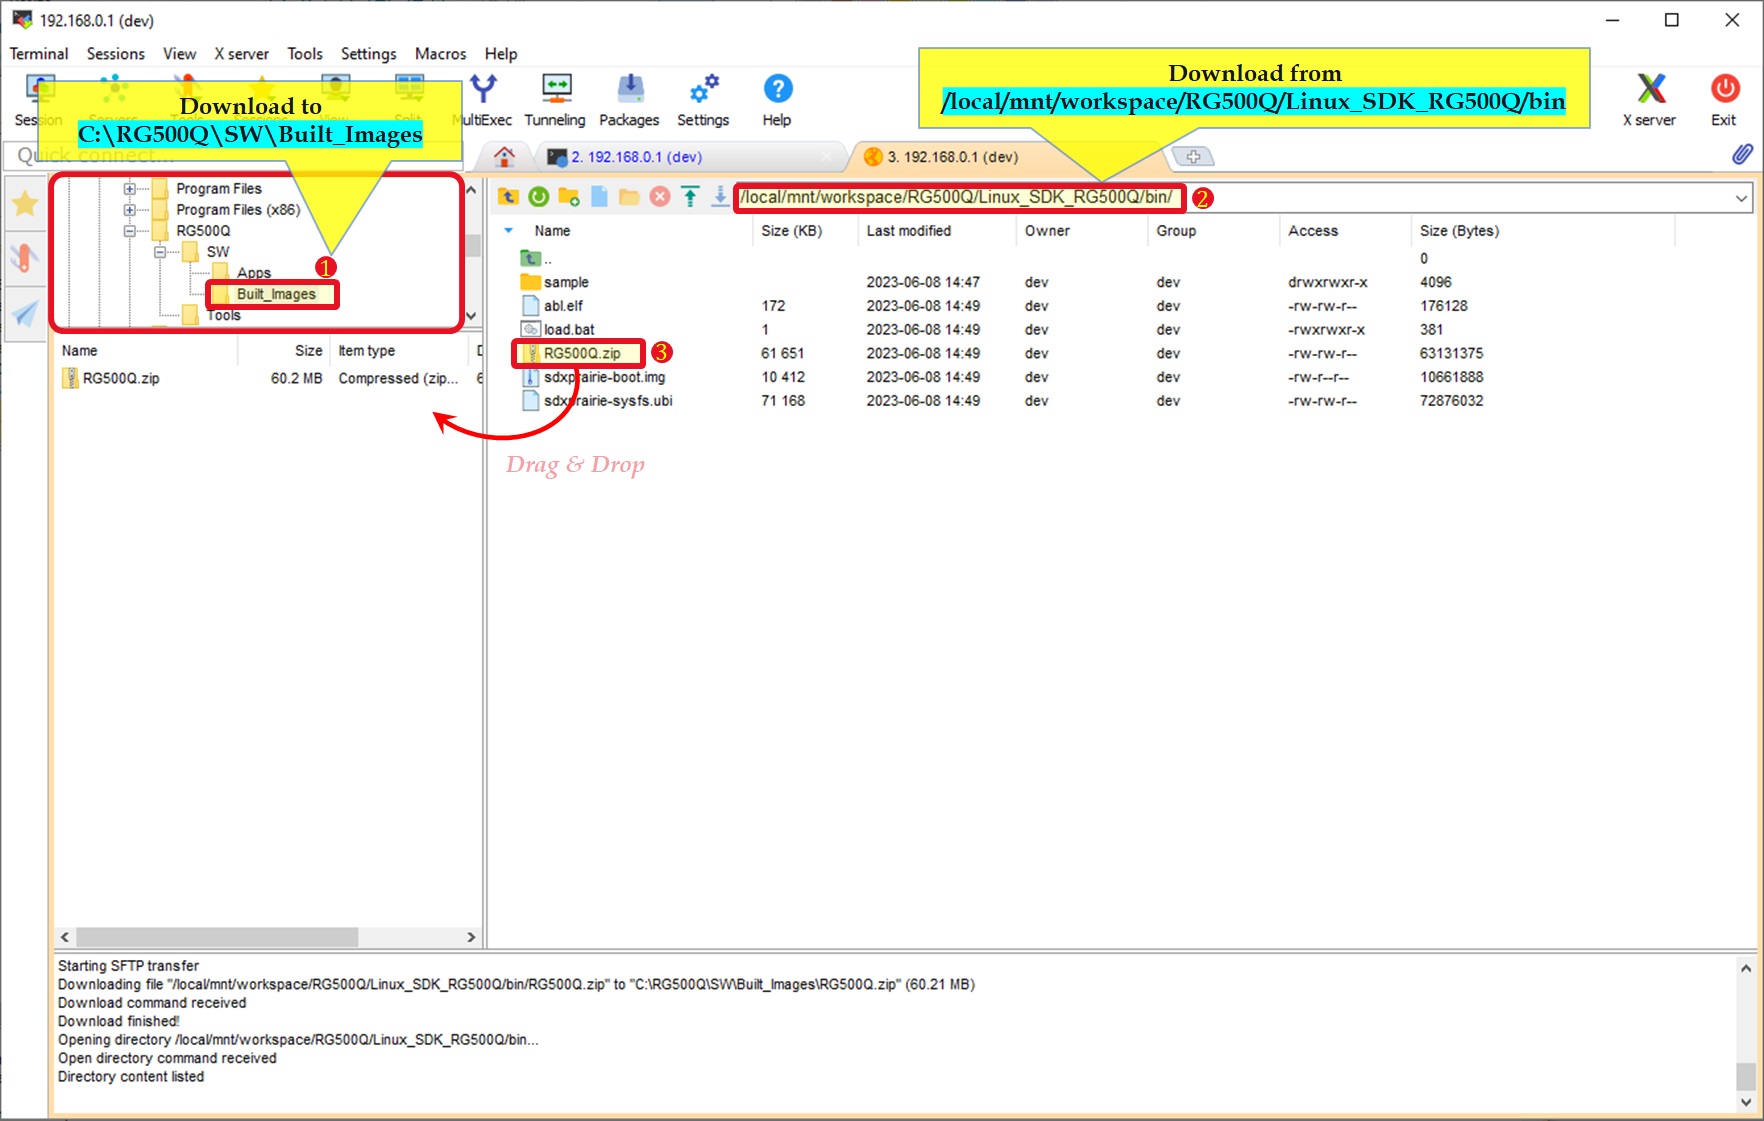 192.168.0.1 (dev)
Terminal Sessions View X server Tools Settings Macros Help
Download to
C:\RG500Q\SW\Built_Images
Download from
/local/mnt/workspace/RG500Q/Linux_SDK_RG500Q/bin
Session Servers Tools Sessions View Split MultiExec Tunneling Packages Settings Help X server Exit
Quick connect...
2. 192.168.0.1 (dev)
3. 192.168.0.1 (dev)
Program Files
Program Files (x86)
RG500Q
SW
Apps
1
Built_Images
Tools
/local/mnt/workspace/RG500Q/Linux_SDK_RG500Q/bin/ 2
Name Size Item type
RG500Q.zip 60.2 MB Compressed (zip...
Name Size (KB) Last modified Owner Group Access Size (Bytes)
.. 0
sample 2023-06-08 14:47 dev dev drwxrwxr-x 4096
abl.elf 172 2023-06-08 14:49 dev dev -rw-rw-r-- 176128
load.bat 1 2023-06-08 14:49 dev dev -rwxrwxr-x 381
RG500Q.zip 3 61 651 2023-06-08 14:49 dev dev -rw-rw-r-- 63131375
sdxprairie-boot.img 10 412 2023-06-08 14:49 dev dev -rw-r--r-- 10661888
sdxprairie-sysfs.ubi 71 168 2023-06-08 14:49 dev dev -rw-rw-r-- 72876032
Drag & Drop
Starting SFTP transfer
Downloading file "/local/mnt/workspace/RG500Q/Linux_SDK_RG500Q/bin/RG500Q.zip" to "C:\RG500Q\SW\Built_Images\RG500Q.zip" (60.21 MB)
Download command received
Download finished!
Opening directory /local/mnt/workspace/RG500Q/Linux_SDK_RG500Q/bin...
Open directory command received
Directory content listed